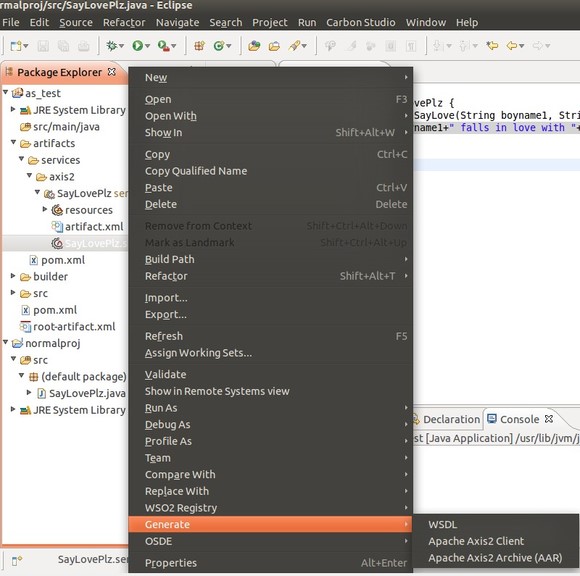 rmalproj/src/SayLovePlz.java - Eclipse
File Edit Source Refactor Navigate Search Project Run Carbon Studio Window Help
Package Explorer
as_test
JRE System Library
src/main/java
artifacts
services
axis2
SayLovePlz ser
resources
artifact.xml
SayLovePlz.s
pom.xml
builder
src
pom.xml
root-artifact.xml
normalproj
src
(default package)
SayLovePlz.java
JRE System Library
New
Open F3
Open With
Show In Shift+Alt+W
Copy Ctrl+C
Copy Qualified Name
Paste Ctrl+V
Delete Delete
Remove from Context Shift+Ctrl+Alt+Down
Mark as Landmark Shift+Ctrl+Alt+Up
Build Path
Refactor Shift+Alt+T
Import...
Export...
Refresh F5
Assign Working Sets...
Validate
Show in Remote Systems view
Run As
Debug As
Profile As
Team
Compare With
Replace With
WSO2 Registry
Generate
OSDE
Properties Alt+Enter
WSDL
Apache Axis2 Client
Apache Axis2 Archive (AAR)
vePlz {
SayLove(String boyname1, Stri
name1+" falls in love with "+
Declaration Console
st [Java Application] /usr/lib/jvm/j
SayLovePlz.ser